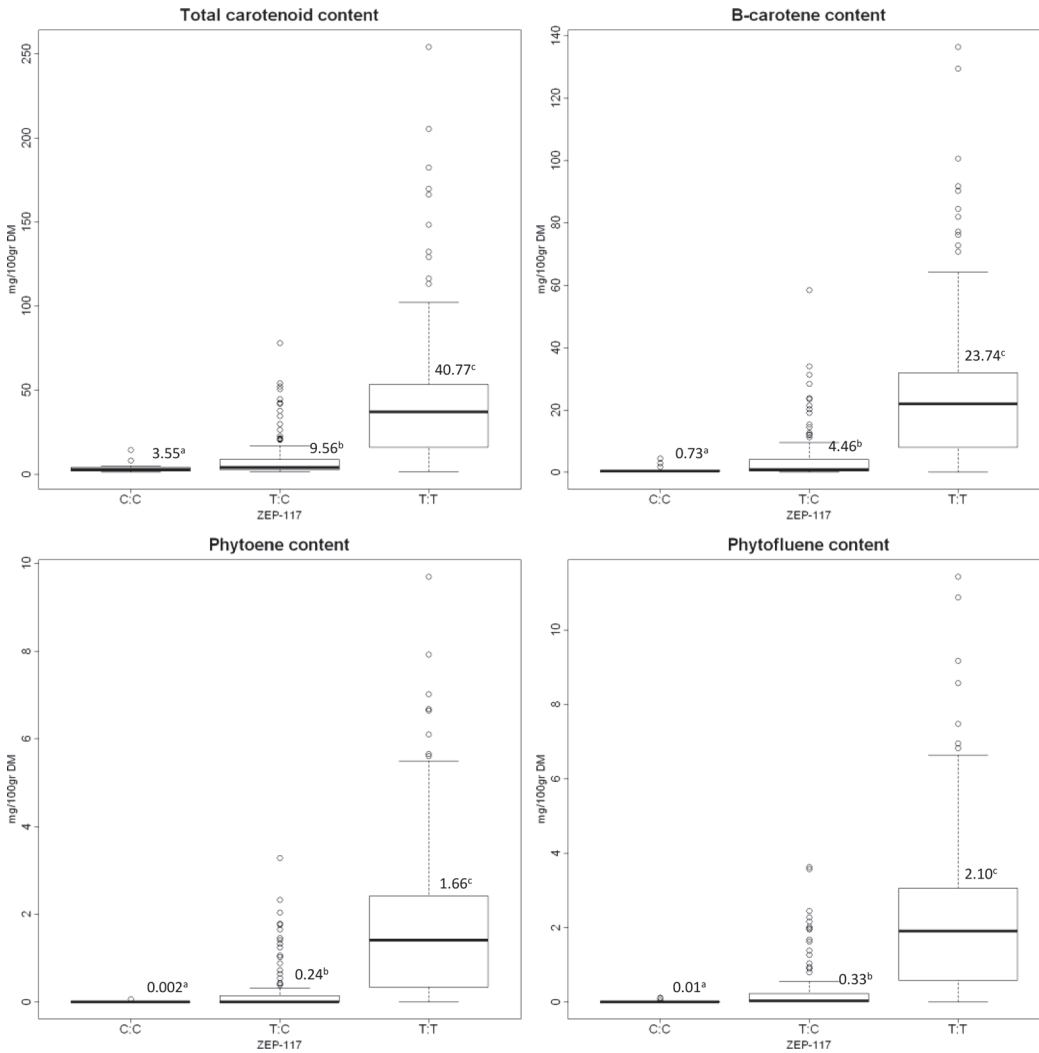 Total carotenoid content
250
200
150
100
50
0
mg/100gr DM
3.55ᵃ
9.56ᵇ
40.77ᶜ
C:C
T:C
T:T
ZEP-117
B-carotene content
140
120
100
80
60
40
20
0
mg/100gr DM
0.73ᵃ
4.46ᵇ
23.74ᶜ
C:C
T:C
T:T
ZEP-117
Phytoene content
10
8
6
4
2
0
mg/100gr DM
0.002ᵃ
0.24ᵇ
1.66ᶜ
C:C
T:C
T:T
ZEP-117
Phytofluene content
10
8
6
4
2
0
mg/100gr DM
0.01ᵃ
0.33ᵇ
2.10ᶜ
C:C
T:C
T:T
ZEP-117